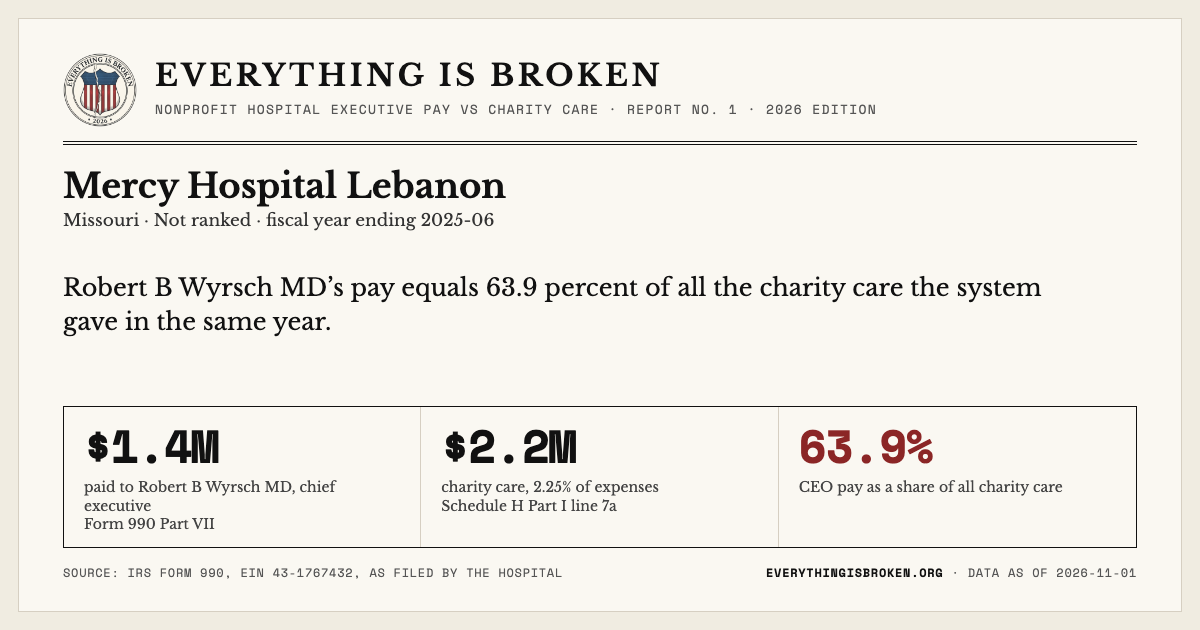 EVERYTHING IS BROKEN
· 2026 ·
EVERYTHING IS BROKEN
NONPROFIT HOSPITAL EXECUTIVE PAY VS CHARITY CARE · REPORT NO. 1 · 2026 EDITION
Mercy Hospital Lebanon
Missouri · Not ranked · fiscal year ending 2025-06
Robert B Wyrsch MD’s pay equals 63.9 percent of all the charity care the system
gave in the same year.
$1.4M
paid to Robert B Wyrsch MD, chief
executive
Form 990 Part VII
$2.2M
charity care, 2.25% of expenses
Schedule H Part I line 7a
63.9%
CEO pay as a share of all charity care
SOURCE: IRS FORM 990, EIN 43-1767432, AS FILED BY THE HOSPITAL
EVERYTHINGISBROKEN.ORG · DATA AS OF 2026-11-01